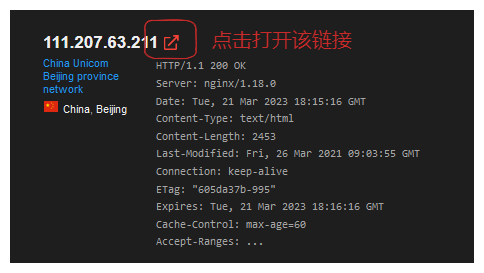 111.207.63.211 点击打开该链接
China Unicom
Beijing province
network
China, Beijing
HTTP/1.1 200 OK
Server: nginx/1.18.0
Date: Tue, 21 Mar 2023 18:15:16 GMT
Content-Type: text/html
Content-Length: 2453
Last-Modified: Fri, 26 Mar 2021 09:03:55 GMT
Connection: keep-alive
ETag: "605da37b-995"
Expires: Tue, 21 Mar 2023 18:16:16 GMT
Cache-Control: max-age=60
Accept-Ranges: ...